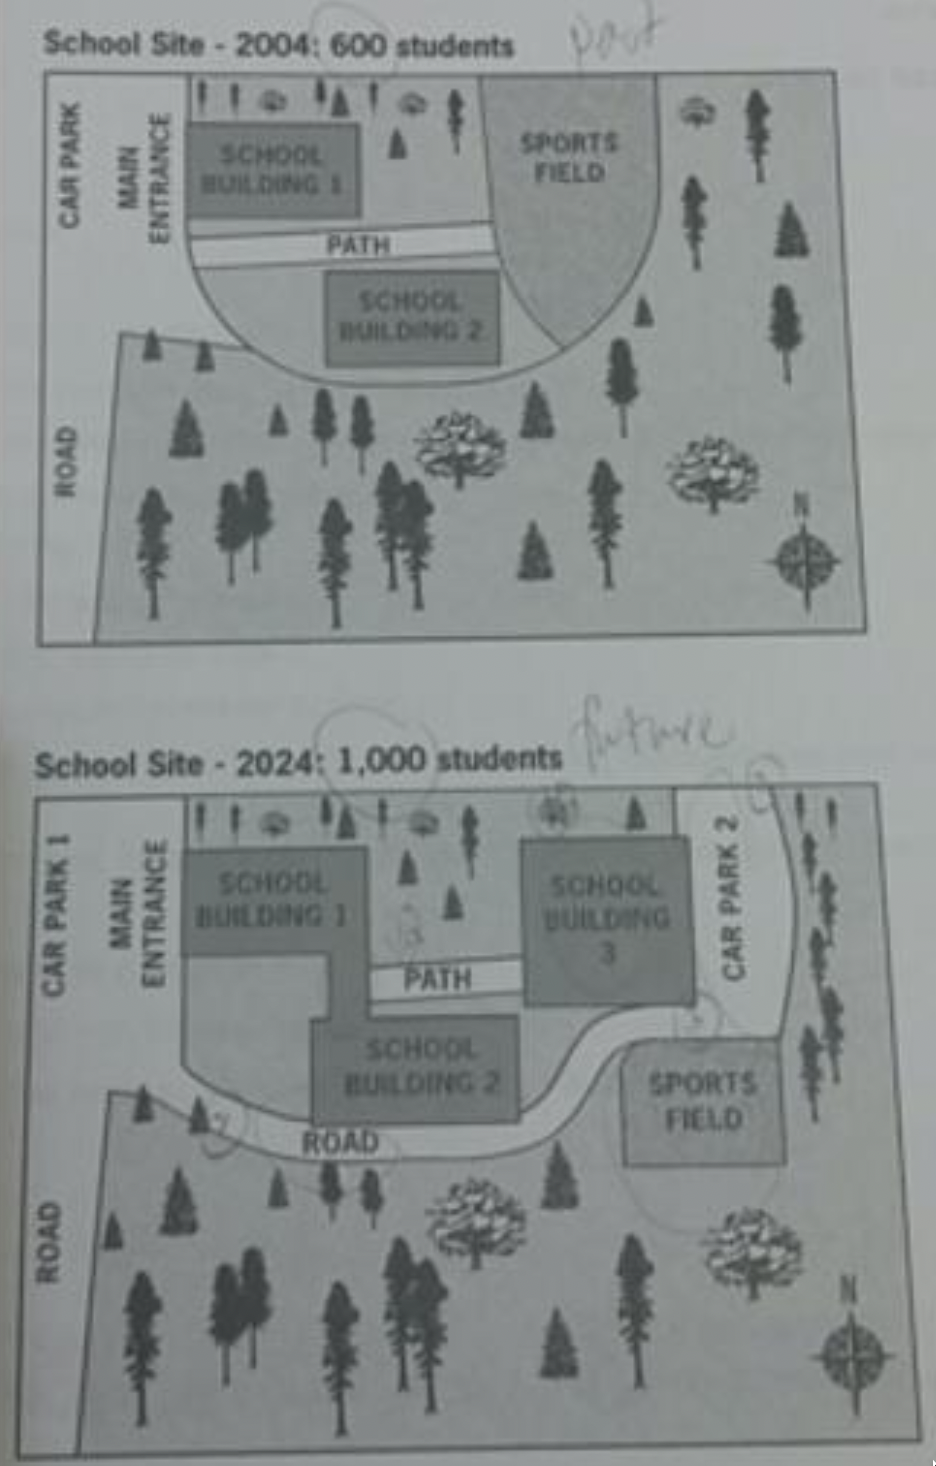 School Site - 2004: 600 students
past
CAR PARK
MAIN
ENTRANCE
SCHOOL
BUILDING 1
SPORTS
FIELD
PATH
SCHOOL
BUILDING 2
ROAD
N
School Site - 2024: 1,000 students
future
CAR PARK 1
MAIN
ENTRANCE
SCHOOL
BUILDING 1
SCHOOL
BUILDING
3
CAR PARK 2
PATH
SCHOOL
BUILDING 2
SPORTS
FIELD
ROAD
ROAD
N